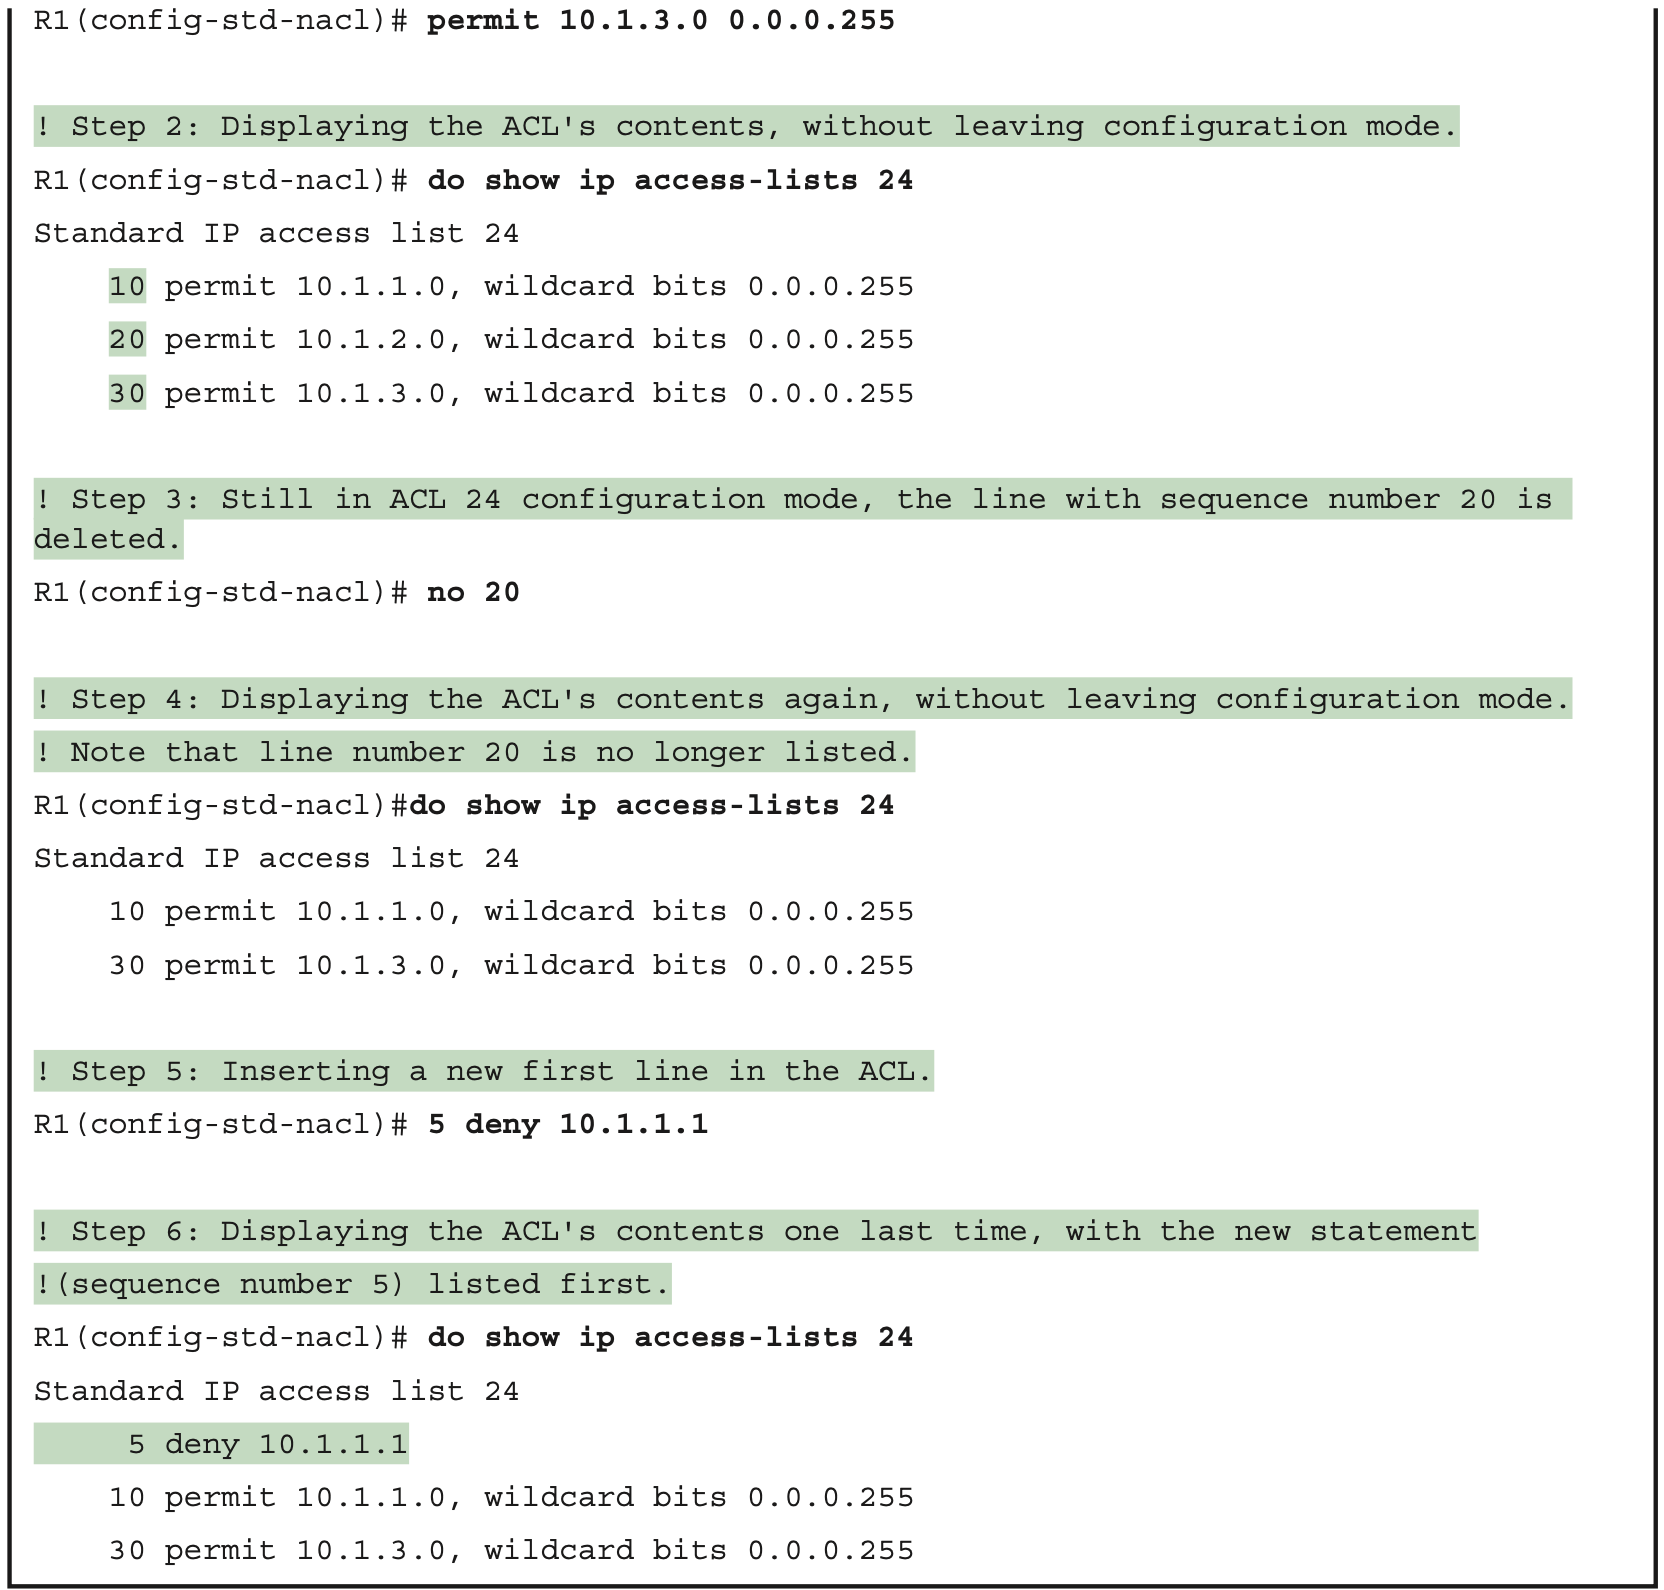 R1(config-std-nacl)# permit 10.1.3.0 0.0.0.255
! Step 2: Displaying the ACL's contents, without leaving configuration mode.
R1(config-std-nacl)# do show ip access-lists 24
Standard IP access list 24
    10 permit 10.1.1.0, wildcard bits 0.0.0.255
    20 permit 10.1.2.0, wildcard bits 0.0.0.255
    30 permit 10.1.3.0, wildcard bits 0.0.0.255
! Step 3: Still in ACL 24 configuration mode, the line with sequence number 20 is
deleted.
R1(config-std-nacl)# no 20
! Step 4: Displaying the ACL's contents again, without leaving configuration mode.
! Note that line number 20 is no longer listed.
R1(config-std-nacl)#do show ip access-lists 24
Standard IP access list 24
    10 permit 10.1.1.0, wildcard bits 0.0.0.255
    30 permit 10.1.3.0, wildcard bits 0.0.0.255
! Step 5: Inserting a new first line in the ACL.
R1(config-std-nacl)# 5 deny 10.1.1.1
! Step 6: Displaying the ACL's contents one last time, with the new statement
!(sequence number 5) listed first.
R1(config-std-nacl)# do show ip access-lists 24
Standard IP access list 24
     5 deny 10.1.1.1
    10 permit 10.1.1.0, wildcard bits 0.0.0.255
    30 permit 10.1.3.0, wildcard bits 0.0.0.255